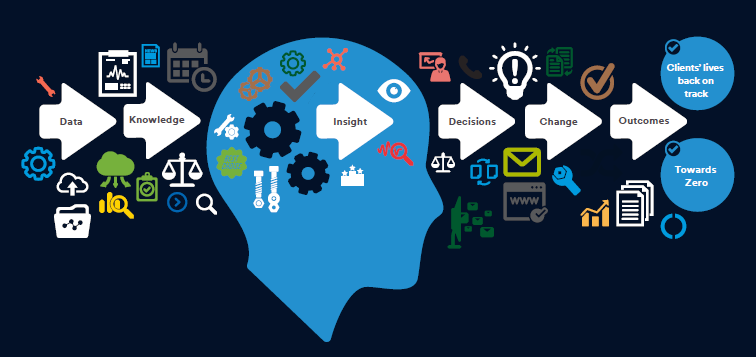 Data
Knowledge
Insight
Decisions
Change
Outcomes
Clients' lives
back on
track
Towards
Zero
WWW